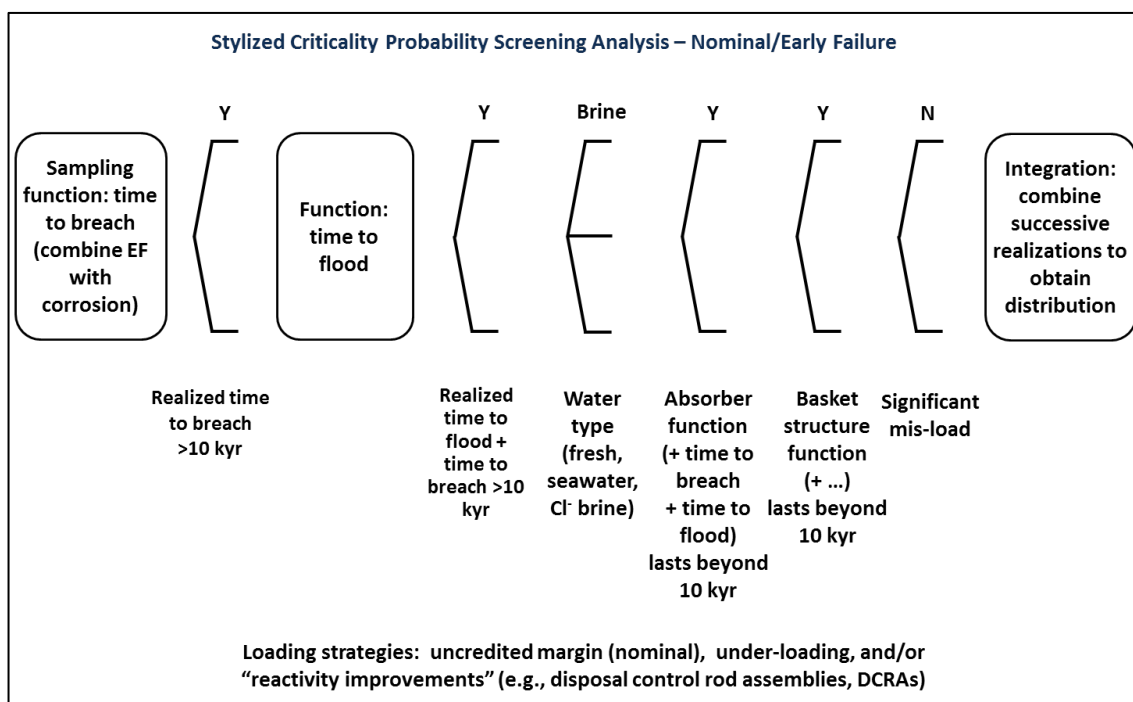 Stylized Criticality Probability Screening Analysis – Nominal/Early Failure
Y
Y
Brine
Y
Y
N
Sampling
function: time
to breach
(combine EF
with
corrosion)
Function:
time to
flood
Integration:
combine
successive
realizations to
obtain
distribution
Realized time
to breach
>10 kyr
Realized
time to
flood +
time to
breach >10
kyr
Water
type
(fresh,
seawater,
Cl⁻ brine)
Absorber
function
(+ time to
breach
+ time to
flood)
lasts beyond
10 kyr
Basket
structure
function
(+ …)
lasts beyond
10 kyr
Significant
mis-load
Loading strategies:  uncredited margin (nominal),  under-loading, and/or
“reactivity improvements” (e.g., disposal control rod assemblies, DCRAs)